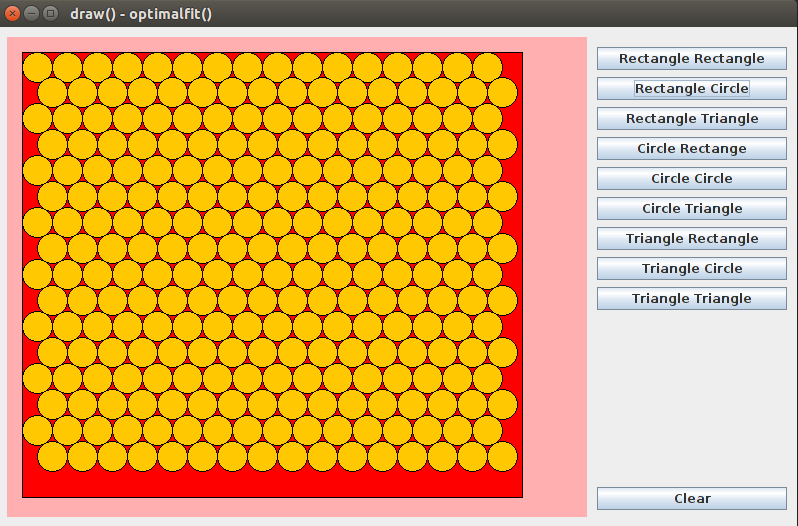 draw() - optimalfit()
Rectangle Rectangle
Rectangle Circle
Rectangle Triangle
Circle Rectange
Circle Circle
Circle Triangle
Triangle Rectangle
Triangle Circle
Triangle Triangle
Clear